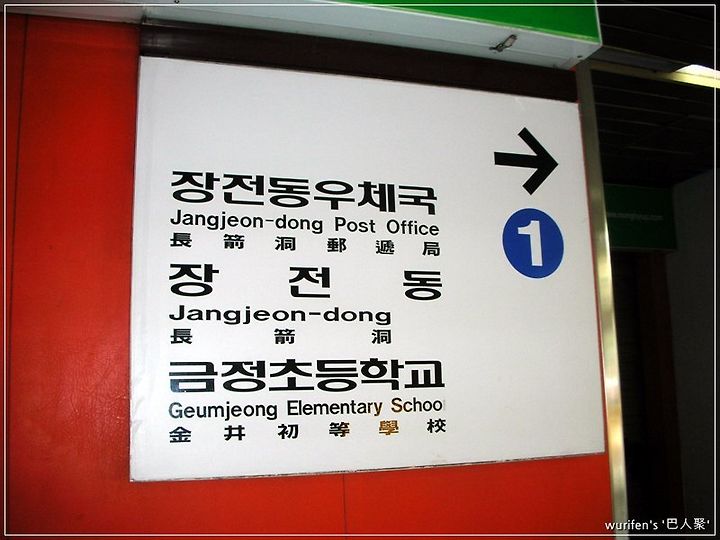 장전동우체국
Jangjeon-dong Post Office
長箭洞郵遞局
장전동
Jangjeon-dong
長箭洞
금정초등학교
Geumjeong Elementary Schoo
金井初等學校
1
wurifen's '巴人聚'